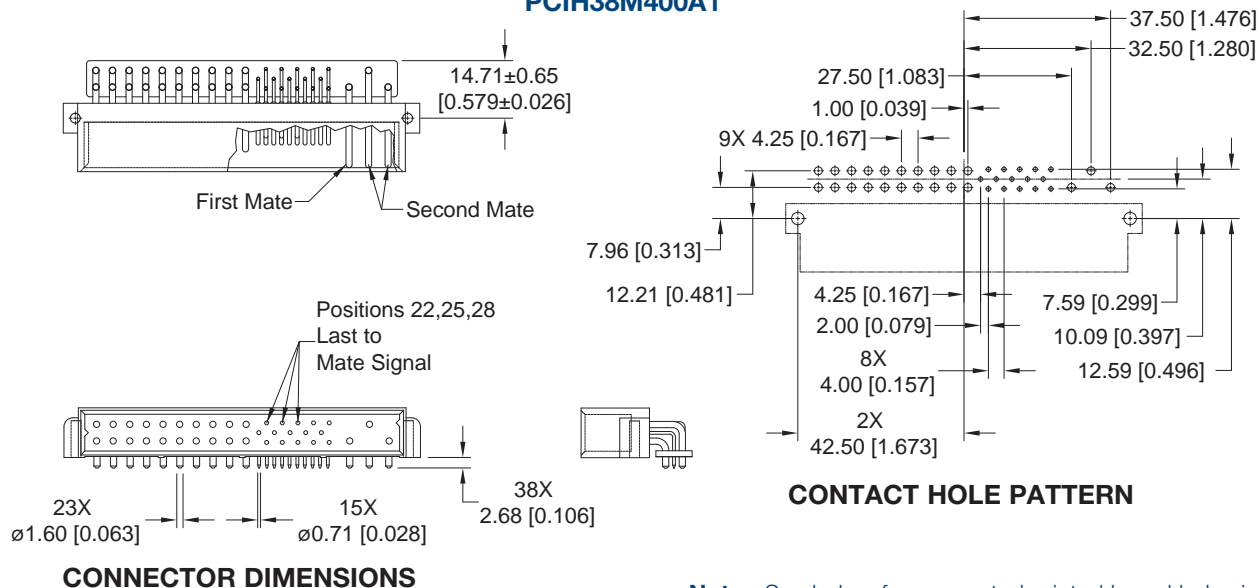 PCIH38M400A1
14.71±0.65
[0.579±0.026]
First Mate
Second Mate
Positions 22,25,28
Last to
Mate Signal
23X
ø1.60 [0.063]
15X
ø0.71 [0.028]
38X
2.68 [0.106]
CONNECTOR DIMENSIONS
37.50 [1.476]
32.50 [1.280]
27.50 [1.083]
1.00 [0.039]
9X 4.25 [0.167]
7.96 [0.313]
12.21 [0.481]
4.25 [0.167]
2.00 [0.079]
8X
4.00 [0.157]
2X
42.50 [1.673]
7.59 [0.299]
10.09 [0.397]
12.59 [0.496]
CONTACT HOLE PATTERN